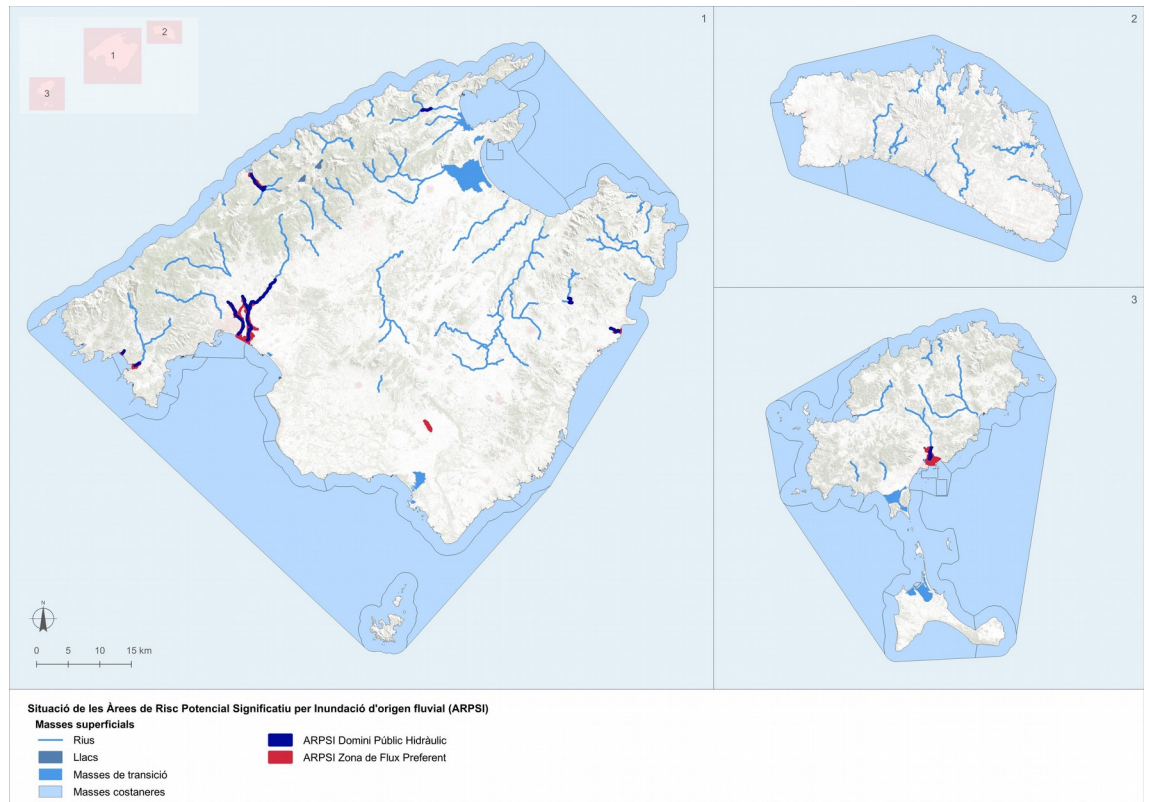 1
2
3
1
2
3
N
0 5 10 15 km
Situació de les Àrees de Risc Potencial Significatiu per Inundació d'origen fluvial (ARPSI)
Masses superficials
Rius
Llacs
Masses de transició
Masses costaneres
ARPSI Domini Públic Hidràulic
ARPSI Zona de Flux Preferent